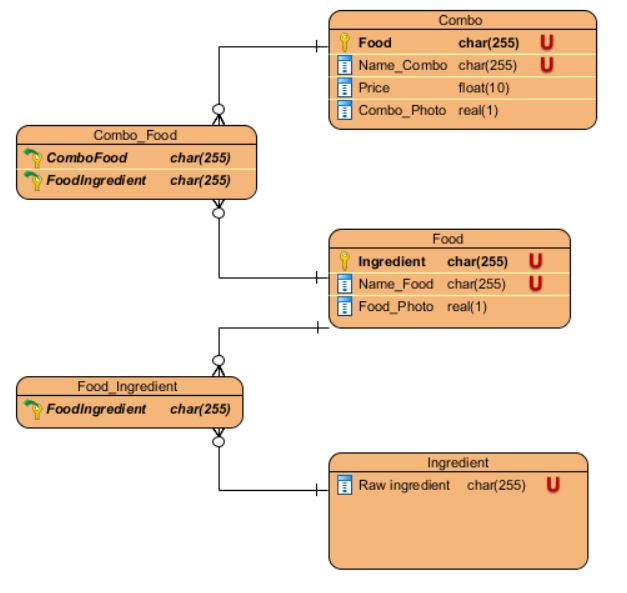 Combo
Food char(255) U
Name_Combo char(255) U
Price float(10)
Combo_Photo real(1)
Combo_Food
ComboFood char(255)
FoodIngredient char(255)
Food
Ingredient char(255) U
Name_Food char(255) U
Food_Photo real(1)
Food_Ingredient
FoodIngredient char(255)
Ingredient
Raw ingredient char(255) U